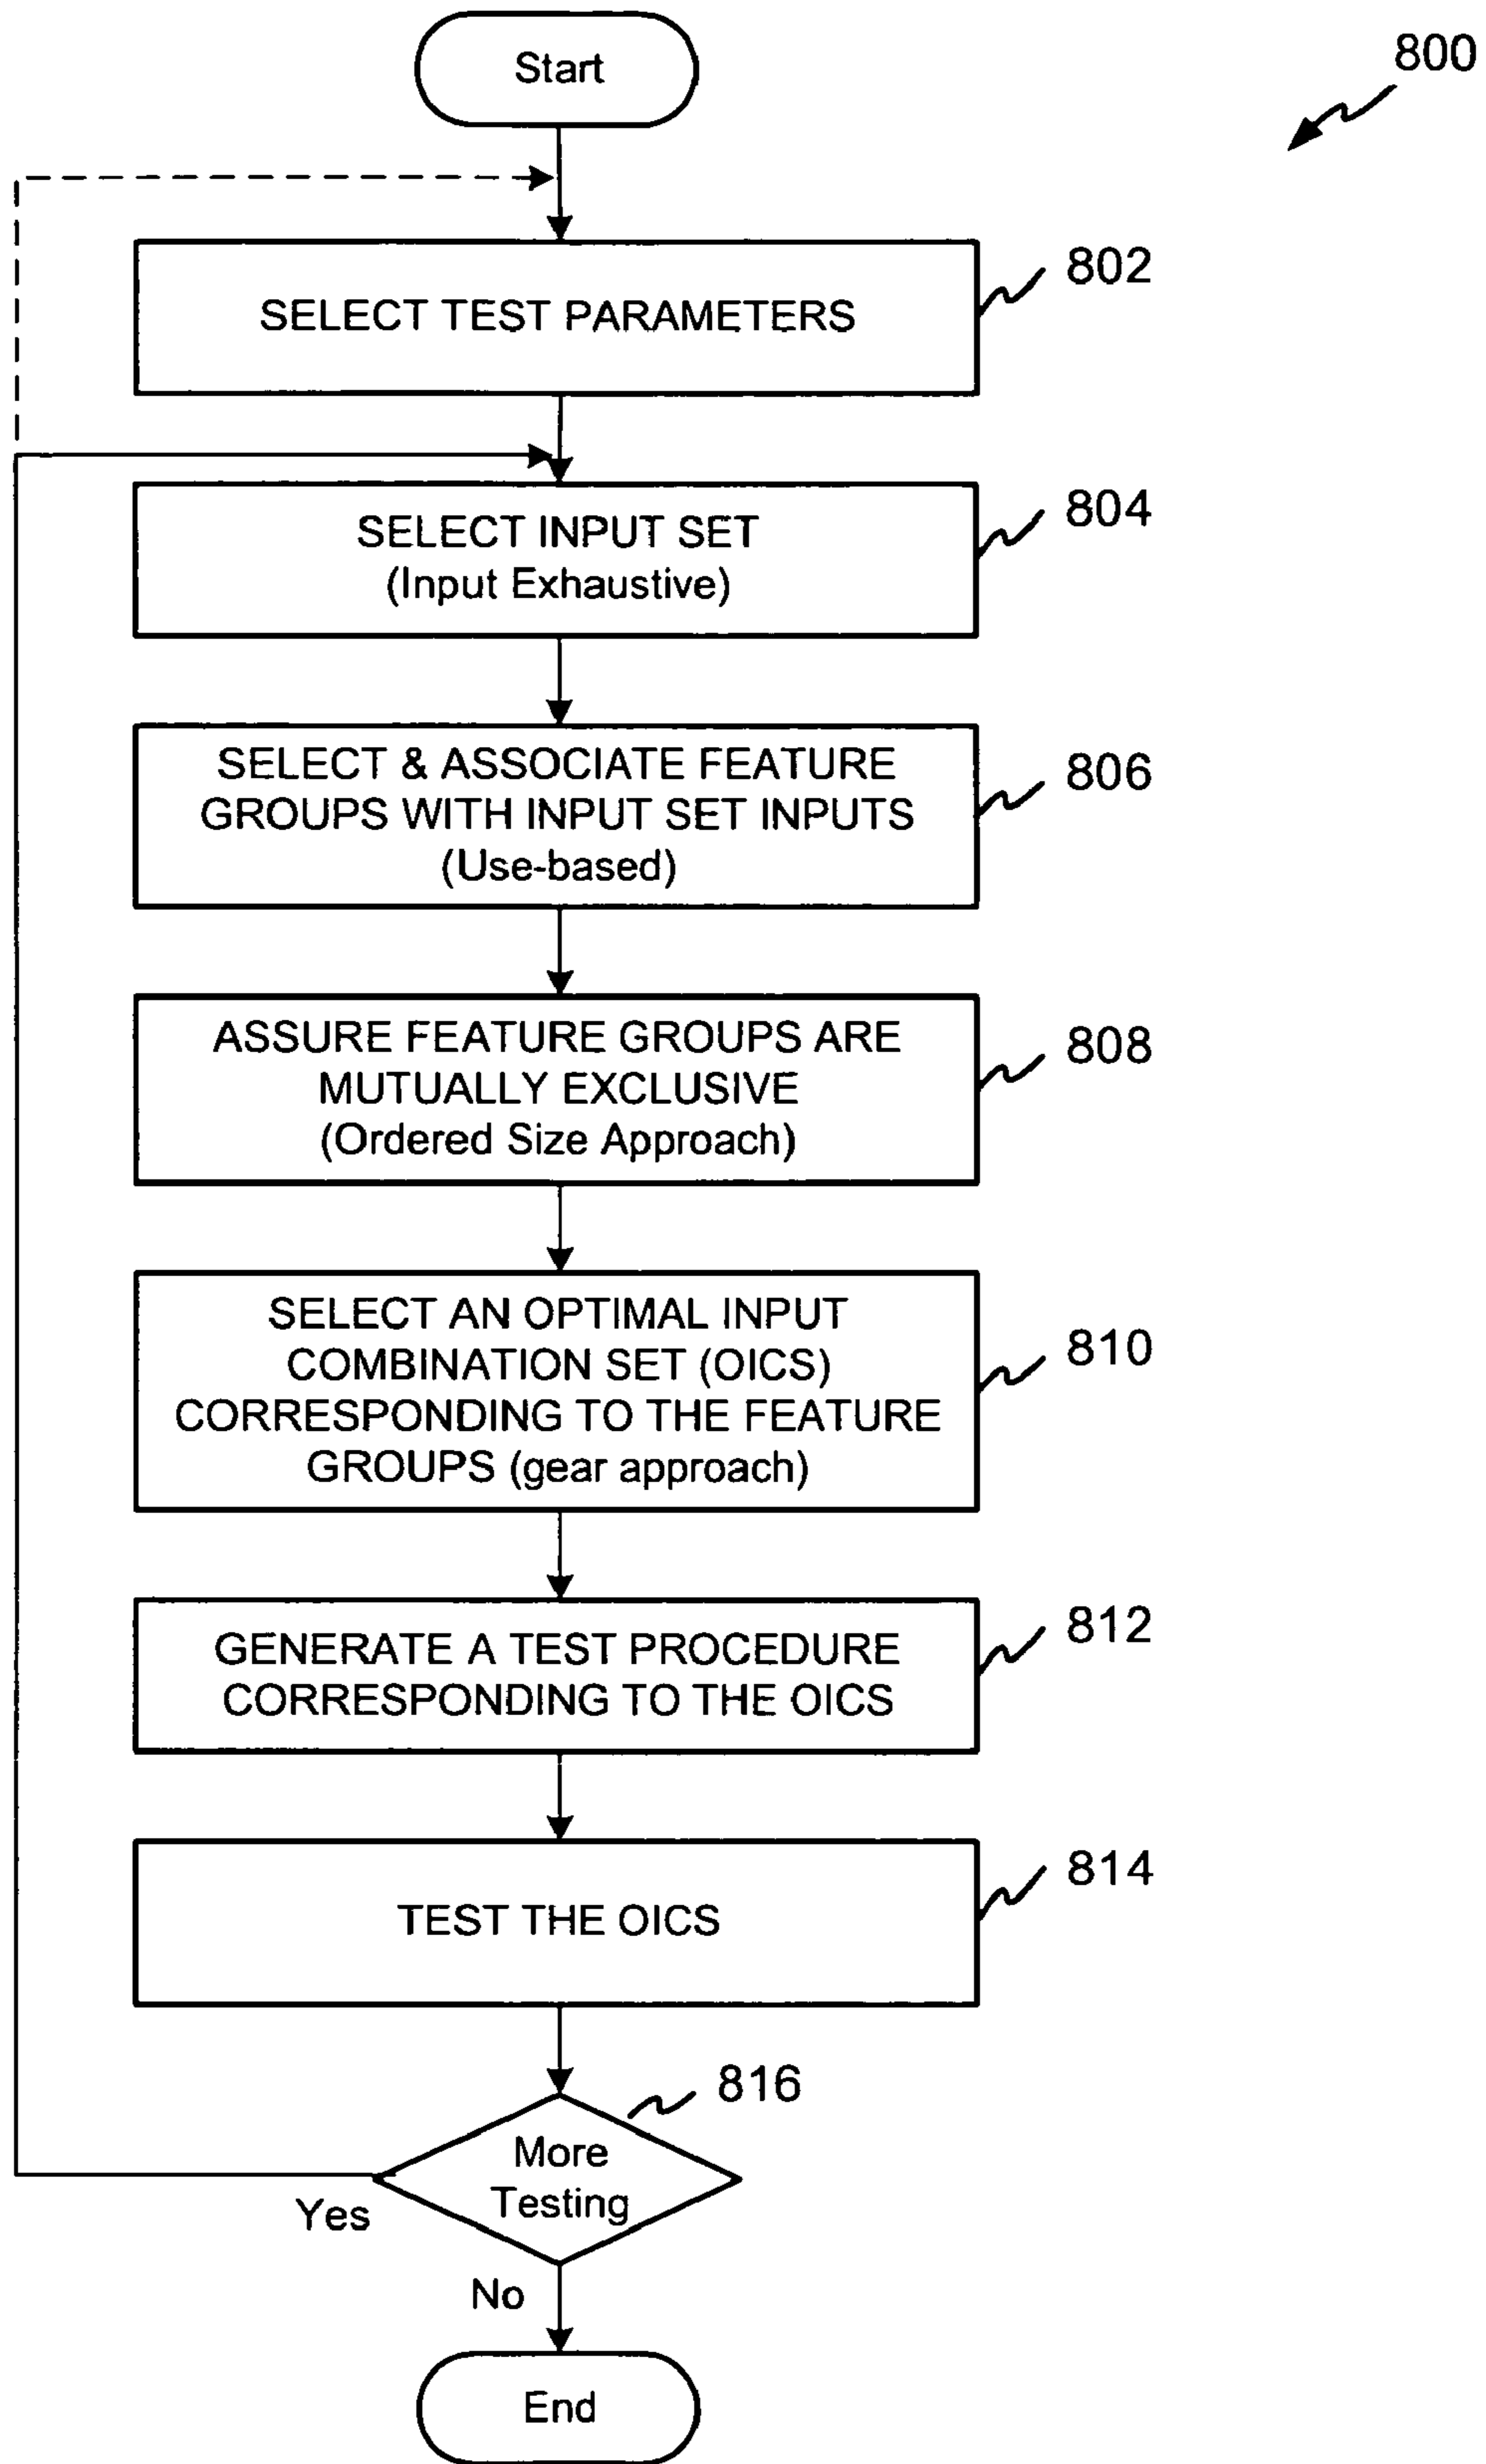 Start
800
802
SELECT TEST PARAMETERS
804
SELECT INPUT SET
(Input Exhaustive)
806
SELECT & ASSOCIATE FEATURE
GROUPS WITH INPUT SET INPUTS
(Use-based)
808
ASSURE FEATURE GROUPS ARE
MUTUALLY EXCLUSIVE
(Ordered Size Approach)
810
SELECT AN OPTIMAL INPUT
COMBINATION SET (OICS)
CORRESPONDING TO THE FEATURE
GROUPS (gear approach)
812
GENERATE A TEST PROCEDURE
CORRESPONDING TO THE OICS
814
TEST THE OICS
816
More
Testing
Yes
No
End